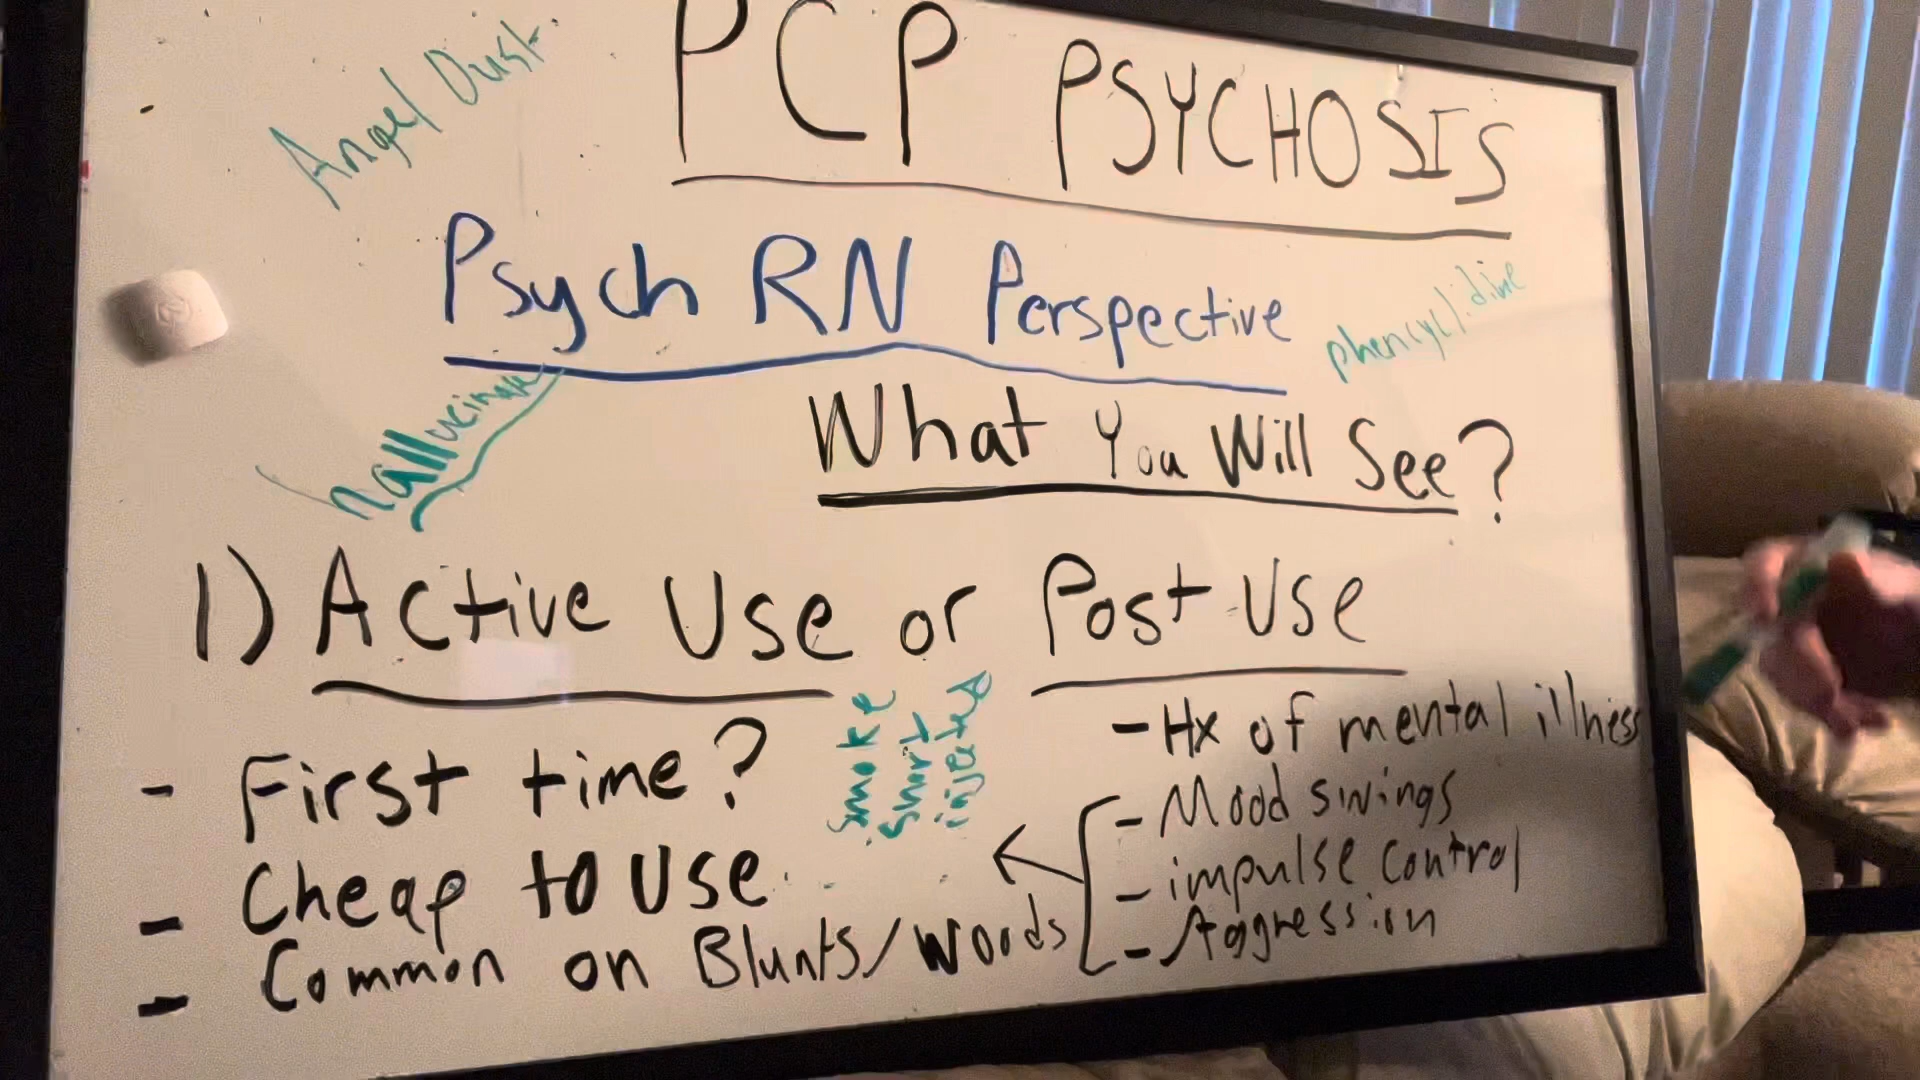 PCP PSYCHOSIS
Angel Dust
Psych RN Perspective
phencyclidine
hallucinate
What You Will See?
1) Active Use or Post Use
smoke
snort
injected
- First time?
- Cheap to Use
- Common on Blunts/Woods
- Hx of mental illness
- Mood swings
- impulse control
- Aggression